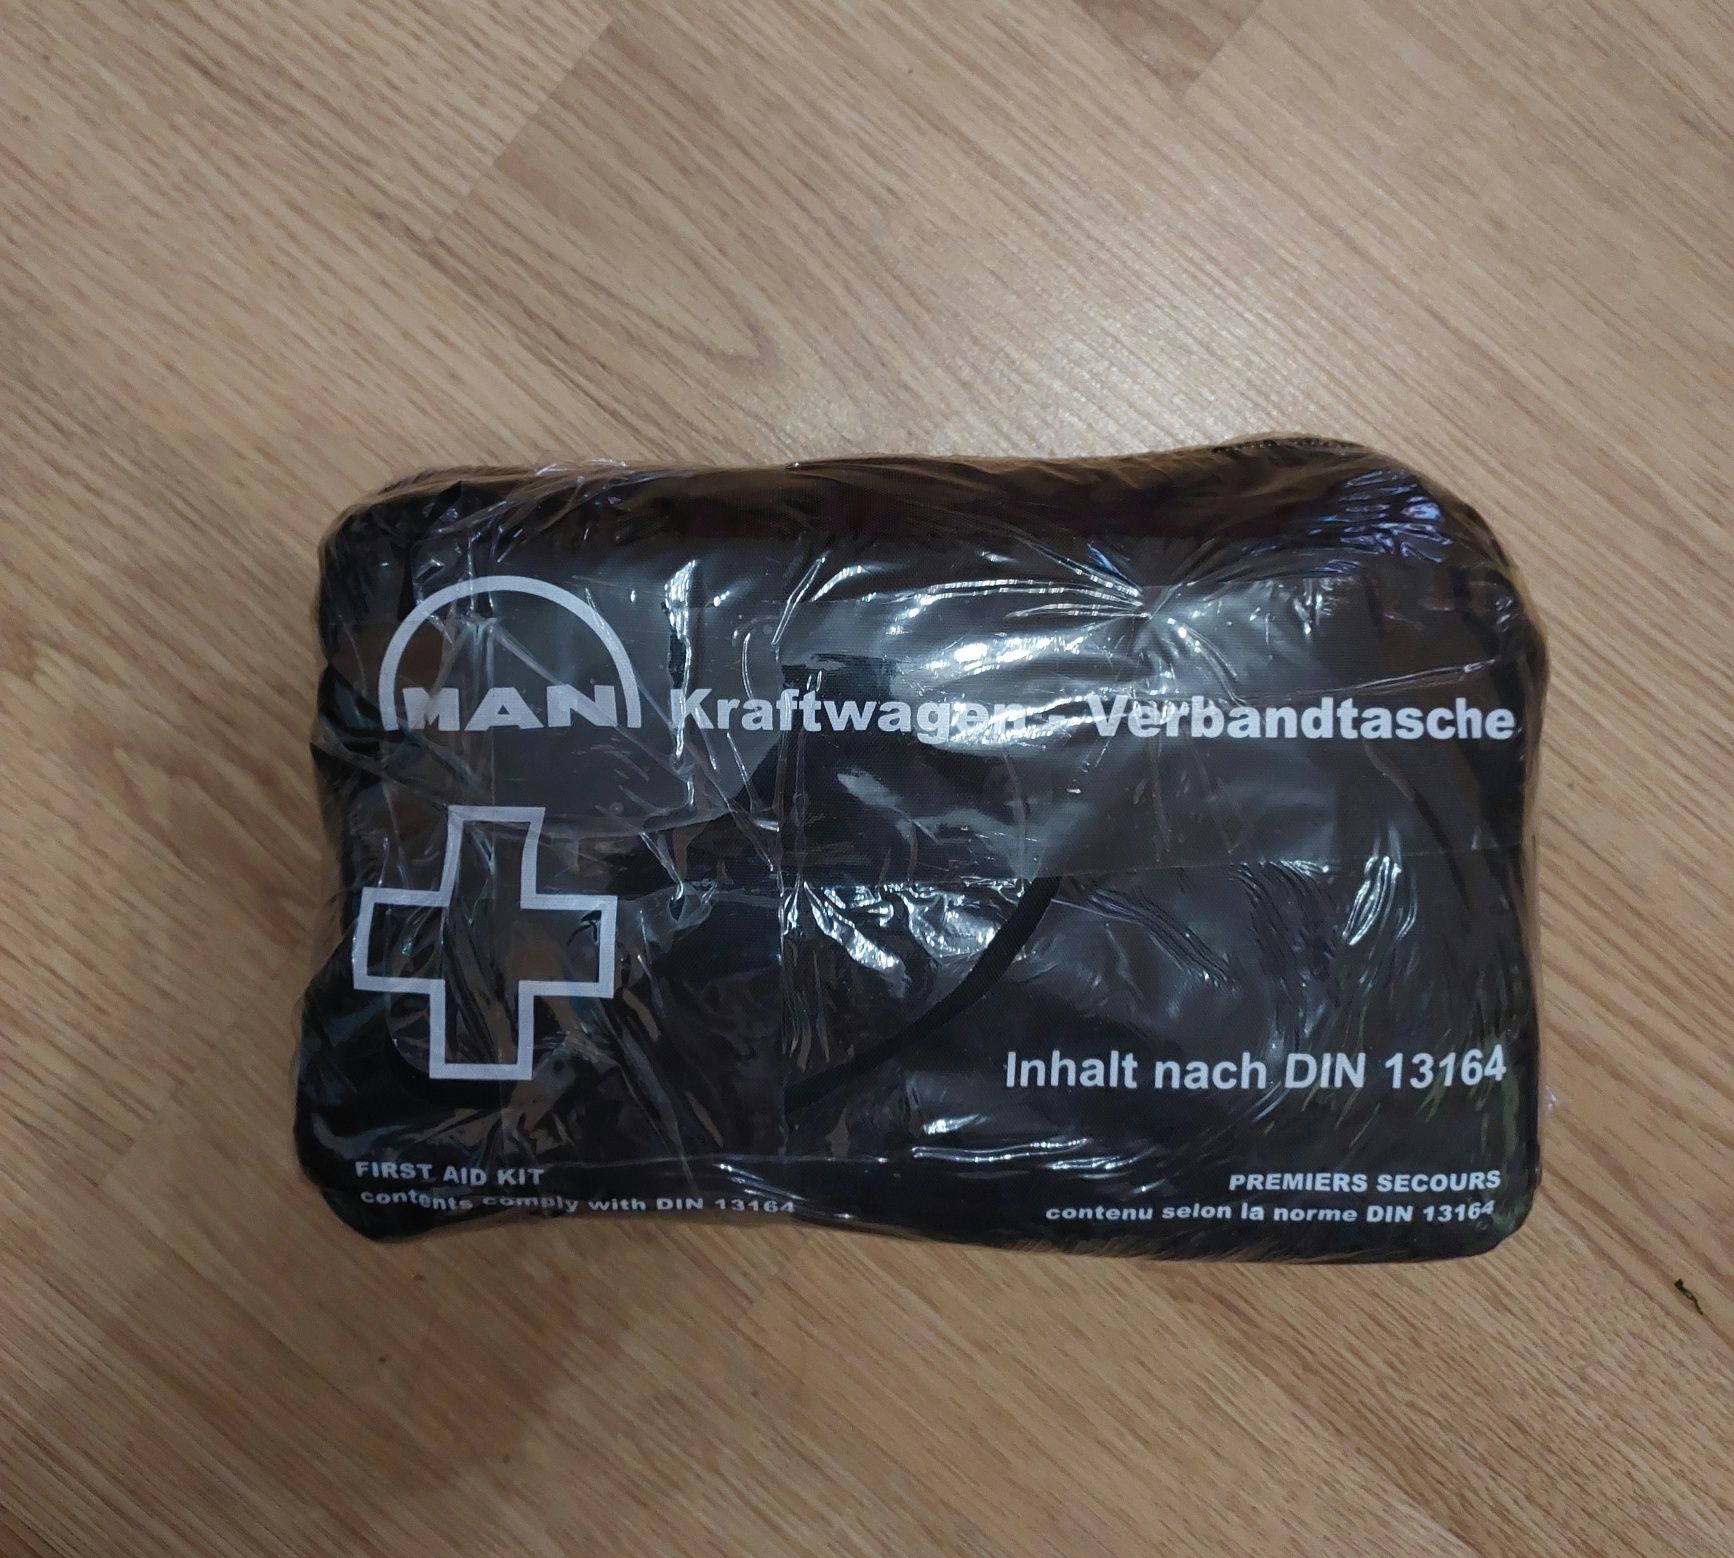 MAN Kraftwagen - Verbandtasche
Inhalt nach DIN 13164
FIRST AID KIT
contents comply with DIN 13164
PREMIERS SECOURS
contenu selon la norme DIN 13164